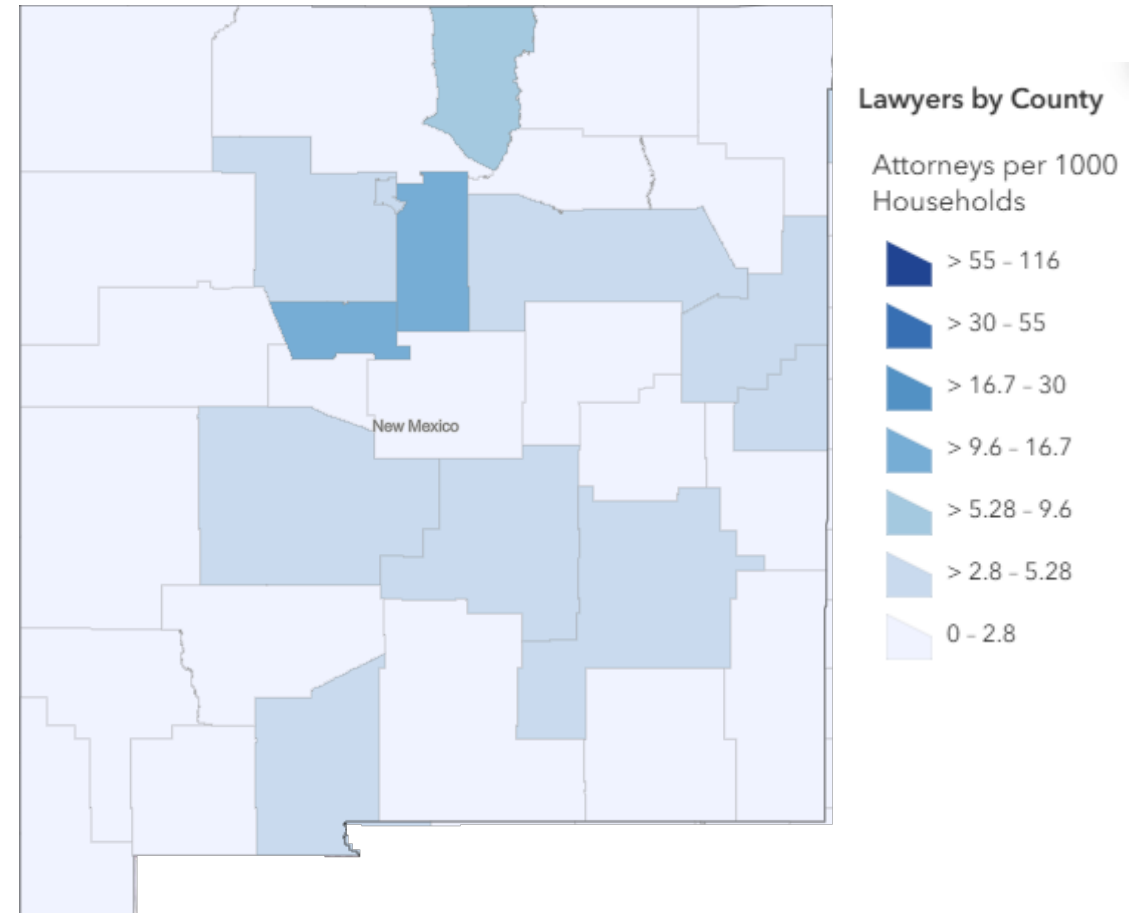 Lawyers by County
Attorneys per 1000
Households
> 55 – 116
> 30 – 55
> 16.7 – 30
> 9.6 – 16.7
> 5.28 – 9.6
> 2.8 – 5.28
0 – 2.8
New Mexico